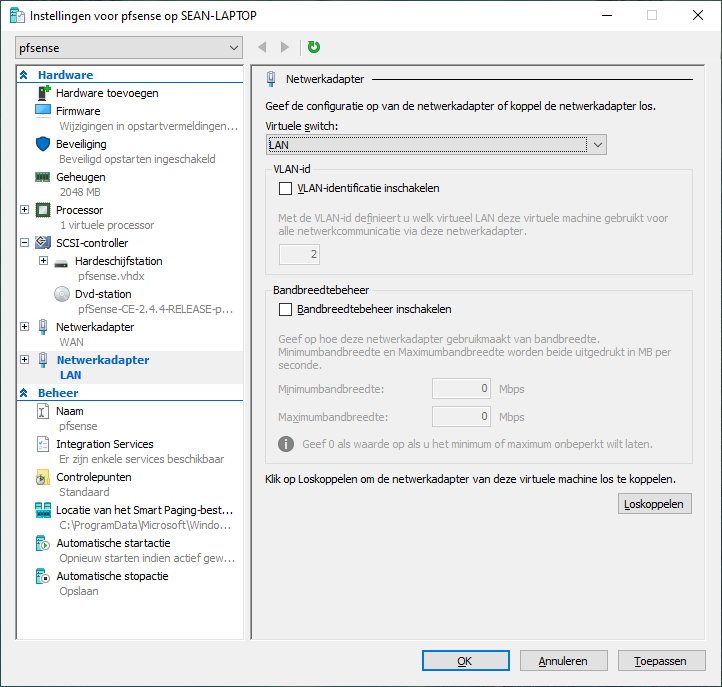 Instellingen voor pfsense op SEAN-LAPTOP
pfsense
Hardware
Hardware toevoegen
Firmware
Wijzigingen in opstartvermeldingen...
Beveiliging
Beveiligd opstarten ingeschakeld
Geheugen
2048 MB
Processor
1 virtuele processor
SCSI-controller
Hardeschijfstation
pfsense.vhdx
Dvd-station
pfSense-CE-2.4.4-RELEASE-p...
Netwerkadapter
WAN
Netwerkadapter
LAN
Beheer
Naam
pfsense
Integration Services
Er zijn enkele services beschikbaar
Controlepunten
Standaard
Locatie van het Smart Paging-best...
C:\ProgramData\Microsoft\Windo...
Automatische startactie
Opnieuw starten indien actief gew...
Automatische stopactie
Opslaan
Netwerkadapter
Geef de configuratie op van de netwerkadapter of koppel de netwerkadapter los.
Virtuele switch:
LAN
VLAN-id
VLAN-identificatie inschakelen
Met de VLAN-id definieert u welk virtueel LAN deze virtuele machine gebruikt voor
alle netwerkcommunicatie via deze netwerkadapter.
2
Bandbreedtebeheer
Bandbreedtebeheer inschakelen
Geef op hoe deze netwerkadapter gebruikmaakt van bandbreedte.
Minimumbandbreedte en Maximumbandbreedte worden beide uitgedrukt in MB per
seconde.
Minimumbandbreedte: 0 Mbps
Maximumbandbreedte: 0 Mbps
Geef 0 als waarde op als u het minimum of maximum onbeperkt wilt laten.
Klik op Loskoppelen om de netwerkadapter van deze virtuele machine los te koppelen.
Loskoppelen
OK Annuleren Toepassen